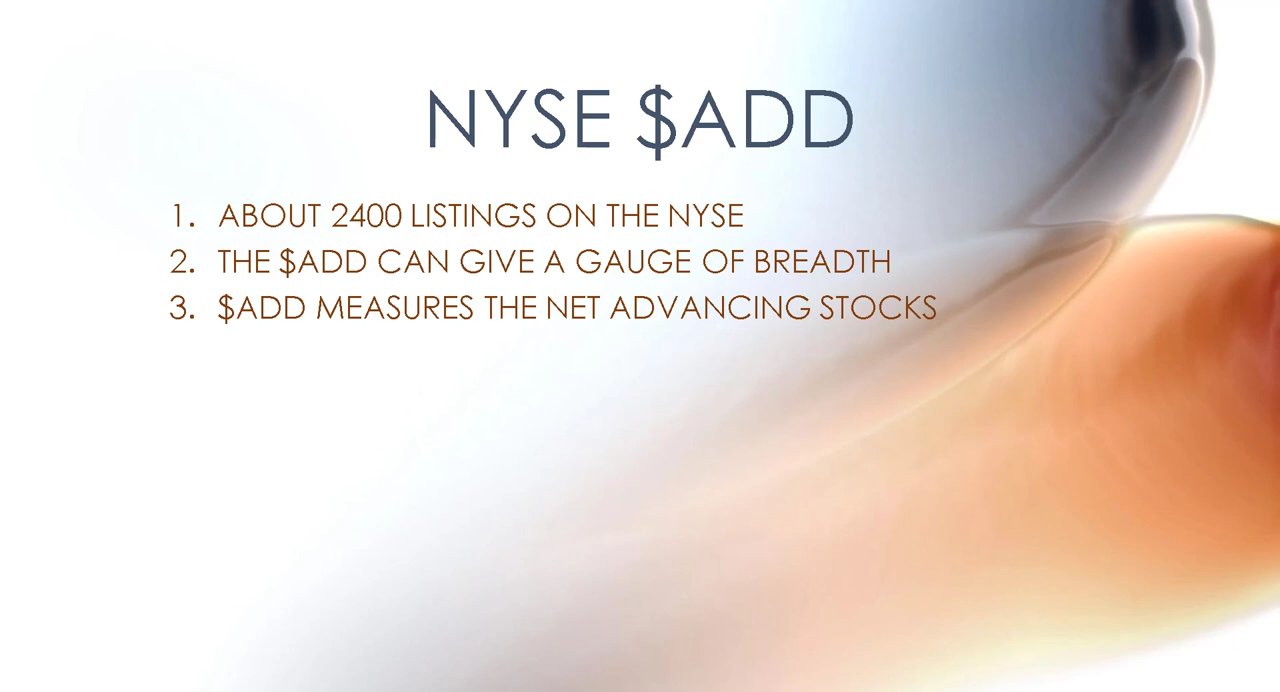 NYSE $ADD
1. ABOUT 2400 LISTINGS ON THE NYSE
2. THE $ADD CAN GIVE A GAUGE OF BREADTH
3. $ADD MEASURES THE NET ADVANCING STOCKS